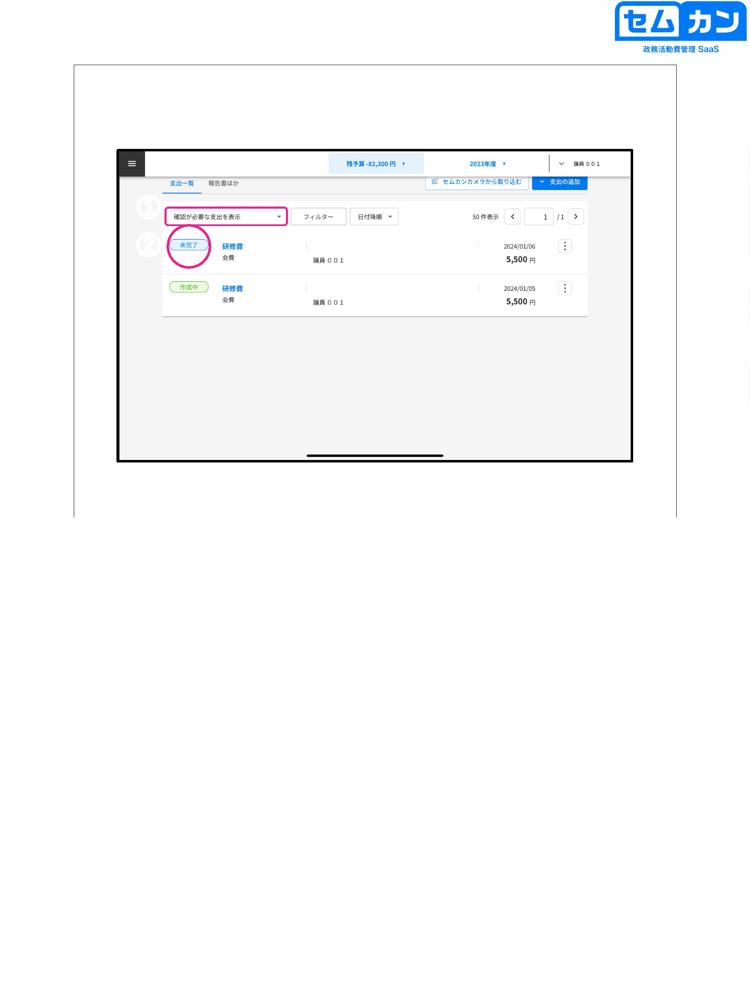 セムカン
政務活動費管理 SaaS
残予算 -82,300 円
2023年度
議員００１
支出一覧
報告書ほか
セムカンカメラから取り込む
支出の追加
①
確認が必要な支出を表示
フィルター
日付降順
50 件表示
1
/ 1
②
未完了
研修費
2024/01/06
会費
議員００１
5,500 円
作成中
研修費
2024/01/05
会費
議員００１
5,500 円